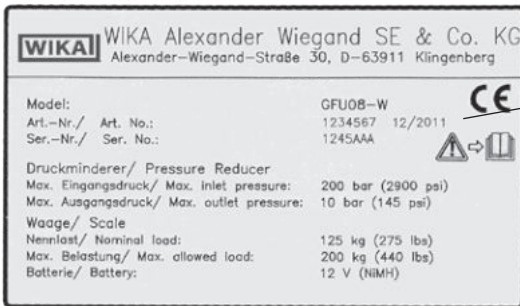 WIKA
WIKA Alexander Wiegand SE & Co. KG
Alexander-Wiegand-Straße 30, D-63911 Klingenberg
Model: GFU08-W
CE
Art.-Nr./ Art. No.: 1234567 12/2011
Ser.-Nr./ Ser. No.: 1245AAA
Druckminderer/ Pressure Reducer
Max. Eingangsdruck/ Max. inlet pressure: 200 bar (2900 psi)
Max. Ausgangsdruck/ Max. outlet pressure: 10 bar (145 psi)
Waage/ Scale
Nennlast/ Nominal load: 125 kg (275 lbs)
Max. Belastung/ Max. allowed load: 200 kg (440 lbs)
Batterie/ Battery: 12 V (NiMH)